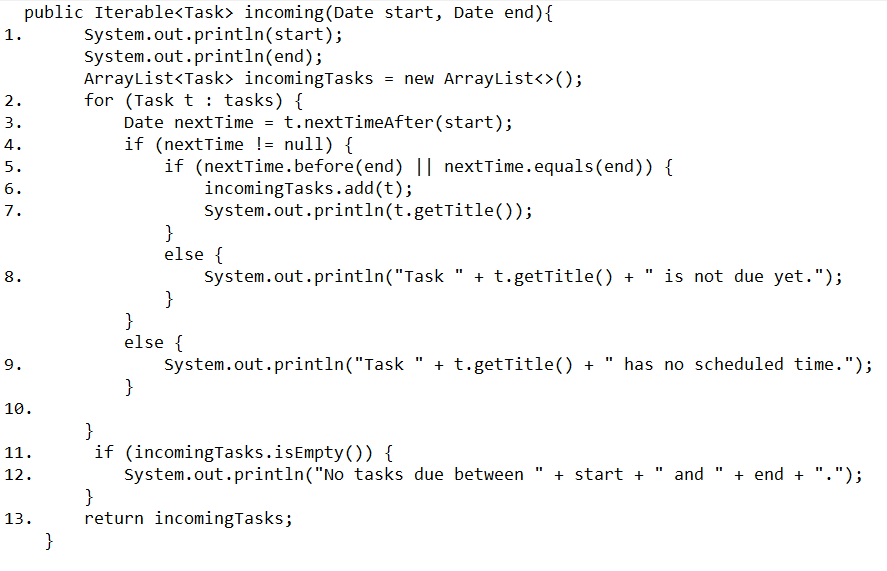 public Iterable<Task> incoming(Date start, Date end){
1. System.out.println(start);
System.out.println(end);
ArrayList<Task> incomingTasks = new ArrayList<>();
2. for (Task t : tasks) {
3. Date nextTime = t.nextTimeAfter(start);
4. if (nextTime != null) {
5. if (nextTime.before(end) || nextTime.equals(end)) {
6. incomingTasks.add(t);
7. System.out.println(t.getTitle());
}
else {
8. System.out.println("Task " + t.getTitle() + " is not due yet.");
}
}
else {
9. System.out.println("Task " + t.getTitle() + " has no scheduled time.");
}
10.
}
11. if (incomingTasks.isEmpty()) {
12. System.out.println("No tasks due between " + start + " and " + end + ".");
}
13. return incomingTasks;
}